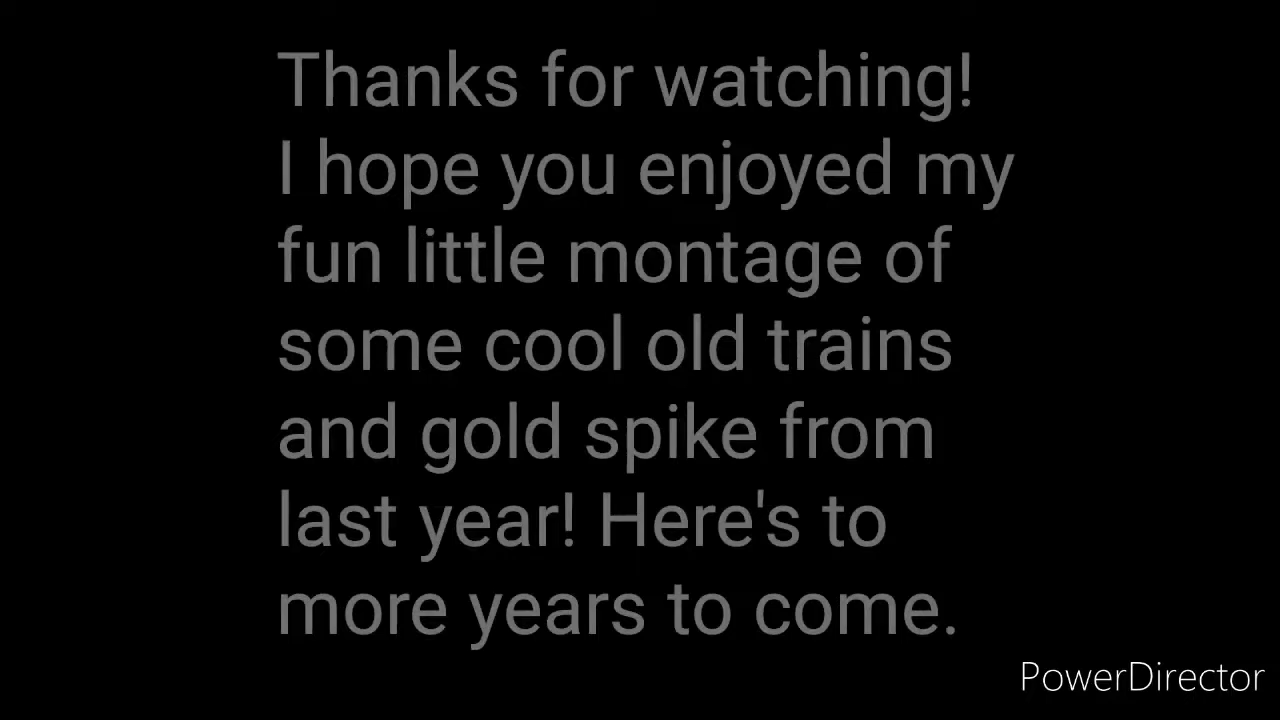 Thanks for watching!
I hope you enjoyed my
fun little montage of
some cool old trains
and gold spike from
last year! Here's to
more years to come.
PowerDirector